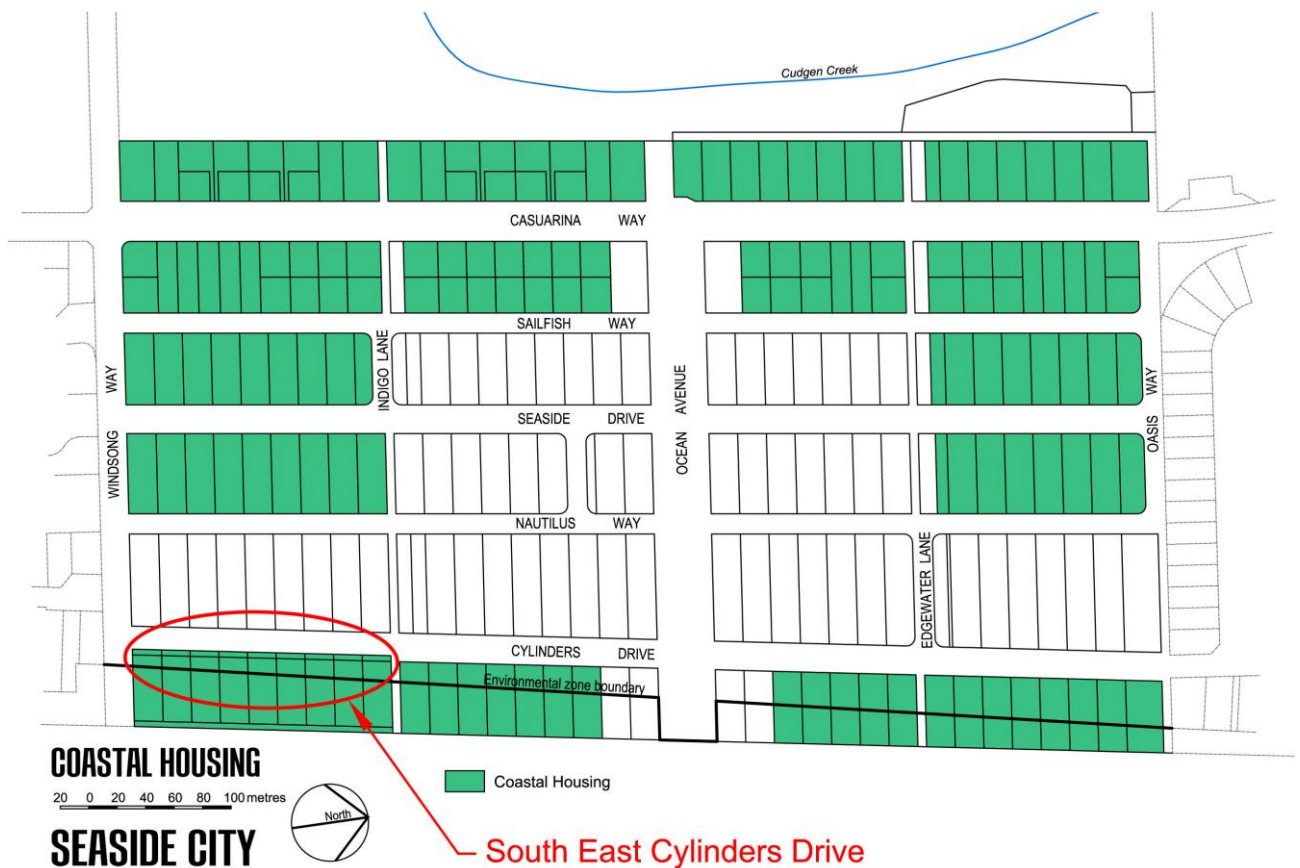 Cudgen Creek
CASUARINA WAY
SAILFISH WAY
INDIGO LANE
WINDSONG WAY
SEASIDE DRIVE
OCEAN AVENUE
OASIS WAY
NAUTILUS WAY
EDGEWATER LANE
CYLINDERS DRIVE
Environmental zone boundary
COASTAL HOUSING
20 0 20 40 60 80 100 metres
SEASIDE CITY
North
Coastal Housing
South East Cylinders Drive